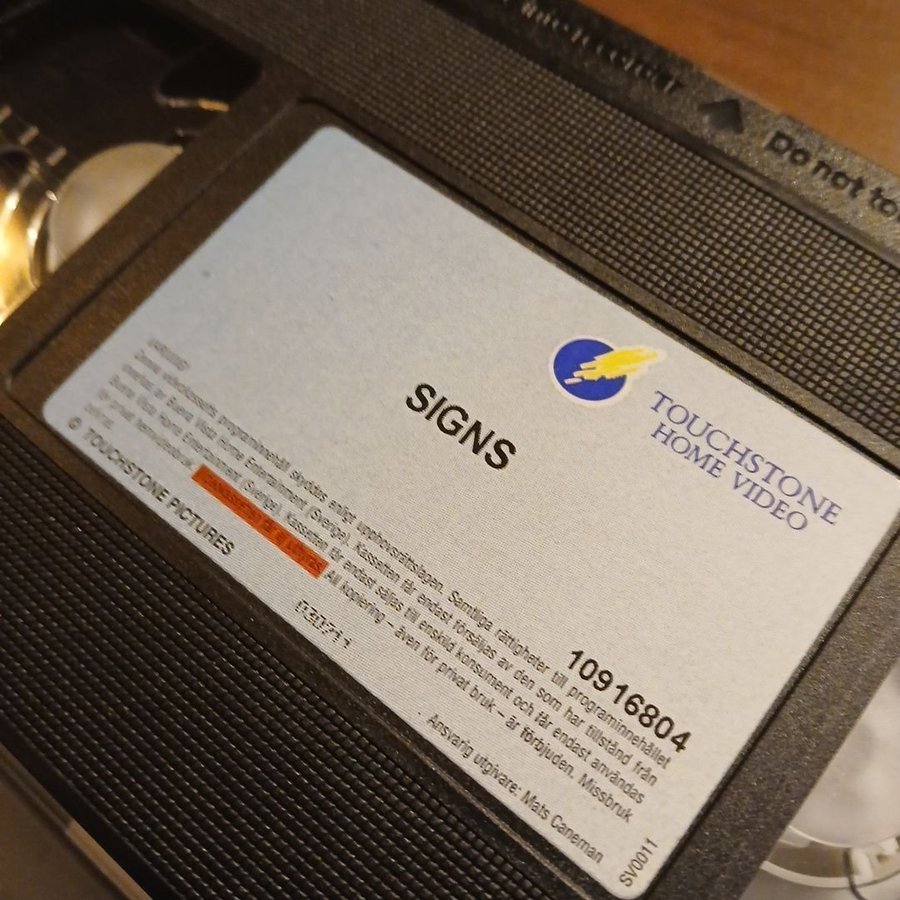 Do not to
TOUCHSTONE
HOME VIDEO
SIGNS
10916804
Denna videokassetts programinnehåll skyddas enligt upphovsrättslagen. Samtliga rättigheter till programinnehållet
innehas av Buena Vista Home Entertainment (Sverige). Kassetten får endast försäljas av den som har tillstånd från
Buena Vista Home Entertainment (Sverige). Kassetten får endast säljas till enskild konsument och får endast användas
All kopiering – även för privat bruk – är förbjuden. Missbruk
Ansvarig utgivare: Mats Caneman
© TOUCHSTONE PICTURES
030711
SV0011